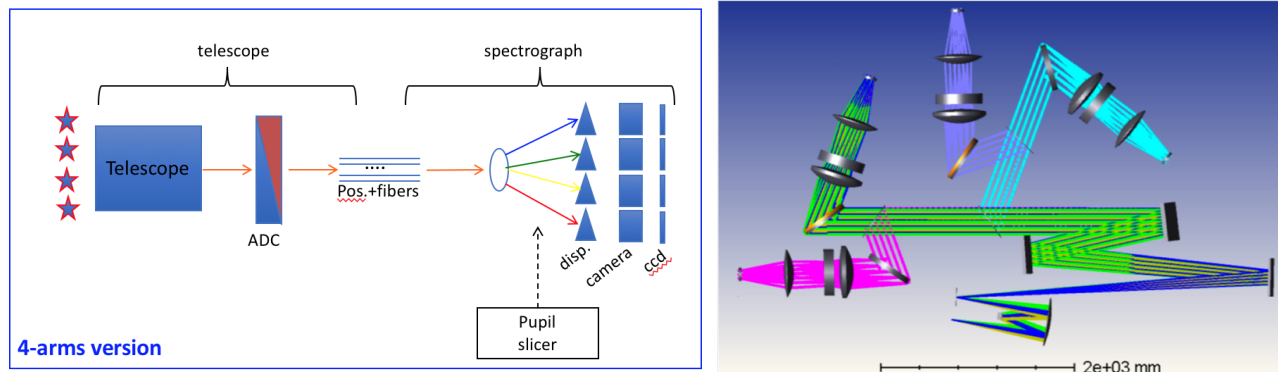 telescope
spectrograph
Telescope
ADC
....
Pos.+fibers
disp.
camera
ccd
Pupil
slicer
4-arms version
2e+03 mm